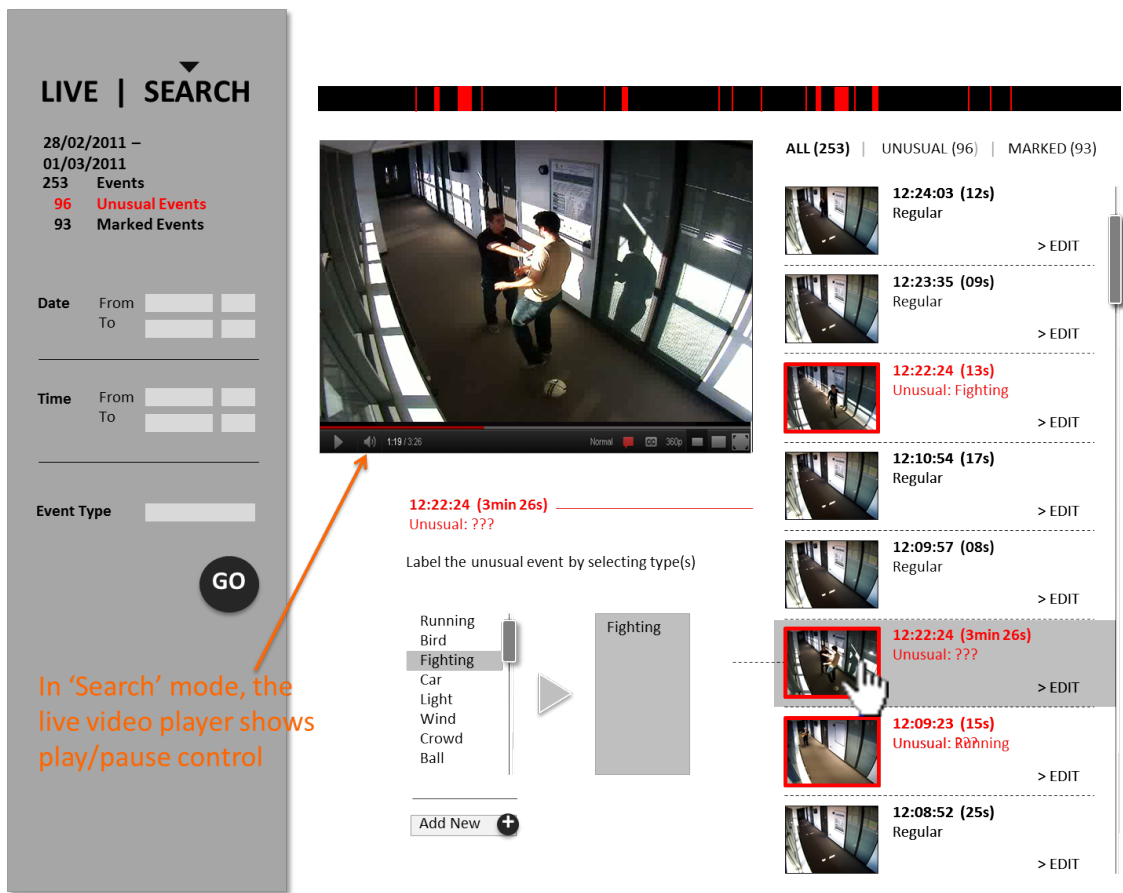 LIVE | SEARCH
28/02/2011 –
01/03/2011
253 Events
96 Unusual Events
93 Marked Events
Date From
To
Time From
To
Event Type
GO
In 'Search' mode, the
live video player shows
play/pause control
1:19 / 3:26
Normal
CC
360p
12:22:24 (3min 26s)
Unusual: ???
Label the unusual event by selecting type(s)
Running
Bird
Fighting
Car
Light
Wind
Crowd
Ball
Fighting
Add New +
ALL (253) | UNUSUAL (96) | MARKED (93)
12:24:03 (12s)
Regular
> EDIT
12:23:35 (09s)
Regular
> EDIT
12:22:24 (13s)
Unusual: Fighting
> EDIT
12:10:54 (17s)
Regular
> EDIT
12:09:57 (08s)
Regular
> EDIT
12:22:24 (3min 26s)
Unusual: ???
> EDIT
12:09:23 (15s)
Unusual: Running
> EDIT
12:08:52 (25s)
Regular
> EDIT